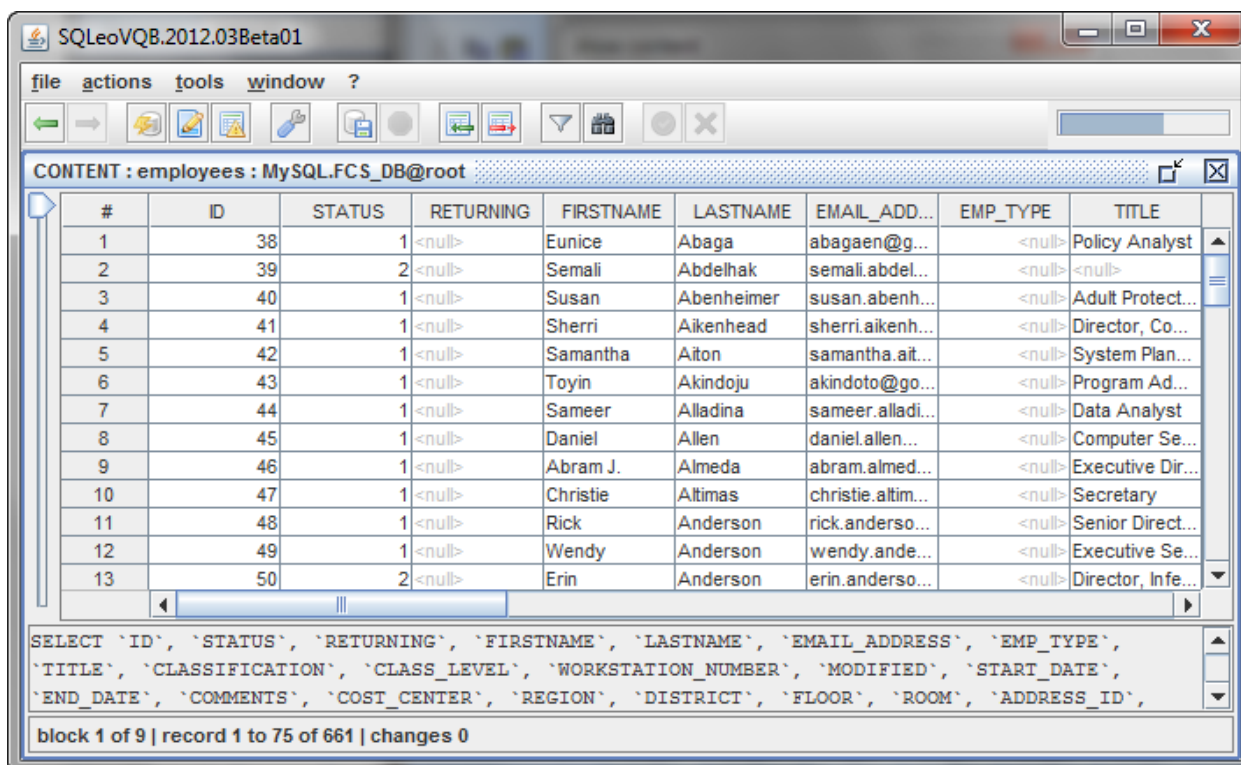 SQLeoVQB.2012.03Beta01
file actions tools window ?
CONTENT : employees : MySQL.FCS_DB@root
# ID STATUS RETURNING FIRSTNAME LASTNAME EMAIL_ADD... EMP_TYPE TITLE
1 38 1 <null> Eunice Abaga abagaen@g... <null> Policy Analyst
2 39 2 <null> Semali Abdelhak semali.abdel... <null> <null>
3 40 1 <null> Susan Abenheimer susan.abenh... <null> Adult Protect...
4 41 1 <null> Sherri Aikenhead sherri.aikenh... <null> Director, Co...
5 42 1 <null> Samantha Aiton samantha.ait... <null> System Plan...
6 43 1 <null> Toyin Akindoju akindoto@go... <null> Program Ad...
7 44 1 <null> Sameer Alladina sameer.alladi... <null> Data Analyst
8 45 1 <null> Daniel Allen daniel.allen... <null> Computer Se...
9 46 1 <null> Abram J. Almeda abram.almed... <null> Executive Dir...
10 47 1 <null> Christie Altimas christie.altim... <null> Secretary
11 48 1 <null> Rick Anderson rick.anderso... <null> Senior Direct...
12 49 1 <null> Wendy Anderson wendy.ande... <null> Executive Se...
13 50 2 <null> Erin Anderson erin.anderso... <null> Director, Infe...
SELECT `ID`, `STATUS`, `RETURNING`, `FIRSTNAME`, `LASTNAME`, `EMAIL_ADDRESS`, `EMP_TYPE`,
`TITLE`, `CLASSIFICATION`, `CLASS_LEVEL`, `WORKSTATION_NUMBER`, `MODIFIED`, `START_DATE`,
`END_DATE`, `COMMENTS`, `COST_CENTER`, `REGION`, `DISTRICT`, `FLOOR`, `ROOM`, `ADDRESS_ID`,
block 1 of 9 | record 1 to 75 of 661 | changes 0